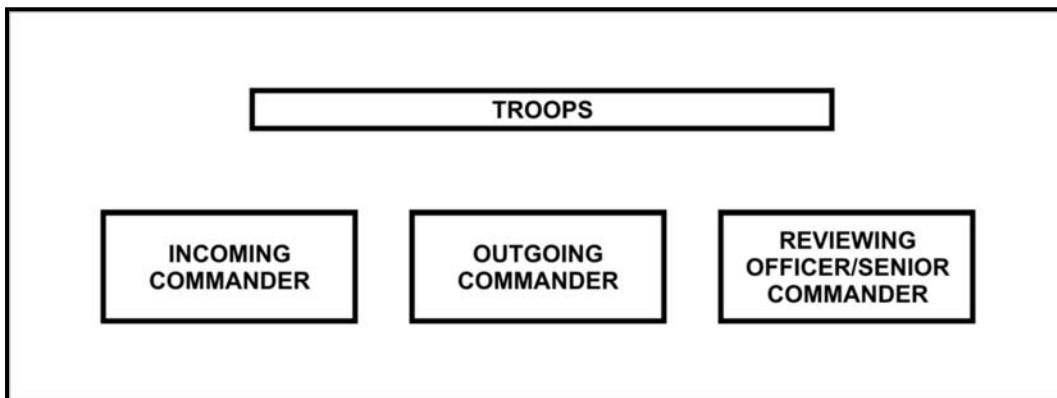 TROOPS
INCOMING
COMMANDER
OUTGOING
COMMANDER
REVIEWING
OFFICER/SENIOR
COMMANDER